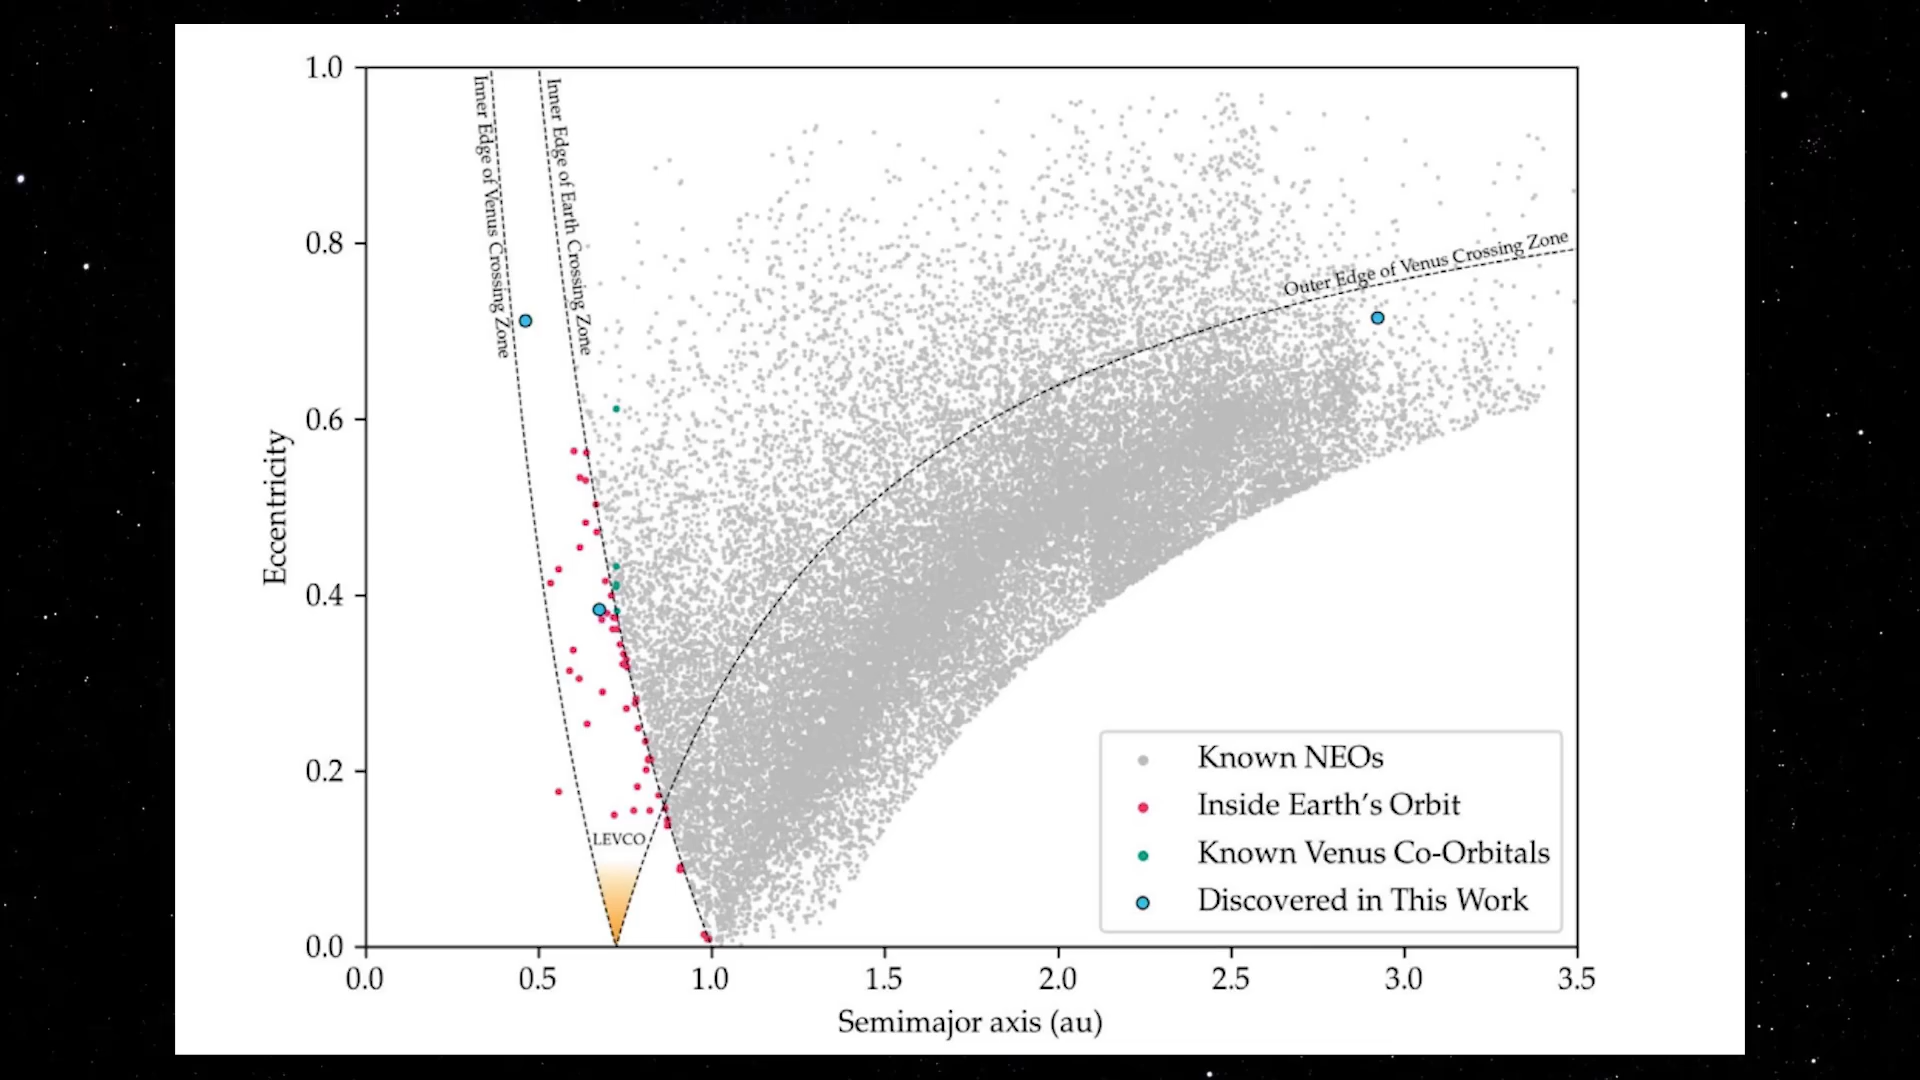 1.0
0.8
0.6
0.4
0.2
0.0
Eccentricity
Inner Edge of Venus Crossing Zone
Inner Edge of Earth Crossing Zone
Outer Edge of Venus Crossing Zone
LEVCO
Known NEOs
Inside Earth's Orbit
Known Venus Co-Orbitals
Discovered in This Work
0.0 0.5 1.0 1.5 2.0 2.5 3.0 3.5
Semimajor axis (au)